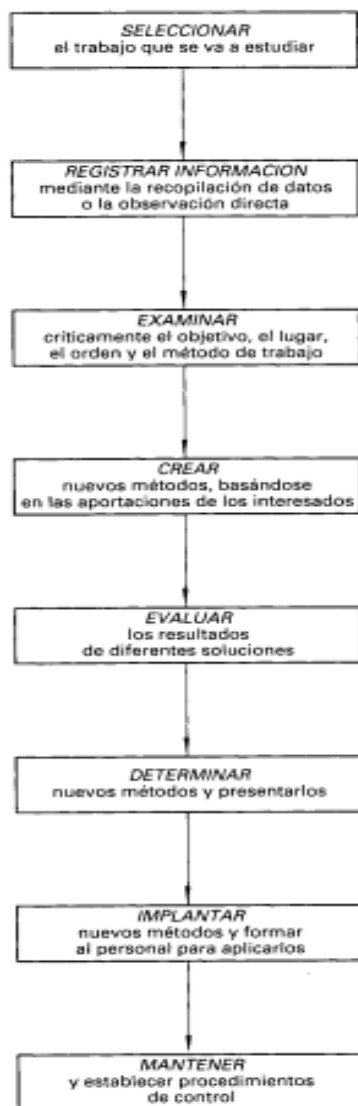 SELECCIONAR
el trabajo que se va a estudiar
REGISTRAR INFORMACION
mediante la recopilación de datos
o la observación directa
EXAMINAR
críticamente el objetivo, el lugar,
el orden y el método de trabajo
CREAR
nuevos métodos, basándose
en las aportaciones de los interesados
EVALUAR
los resultados
de diferentes soluciones
DETERMINAR
nuevos métodos y presentarlos
IMPLANTAR
nuevos métodos y formar
al personal para aplicarlos
MANTENER
y establecer procedimientos
de control